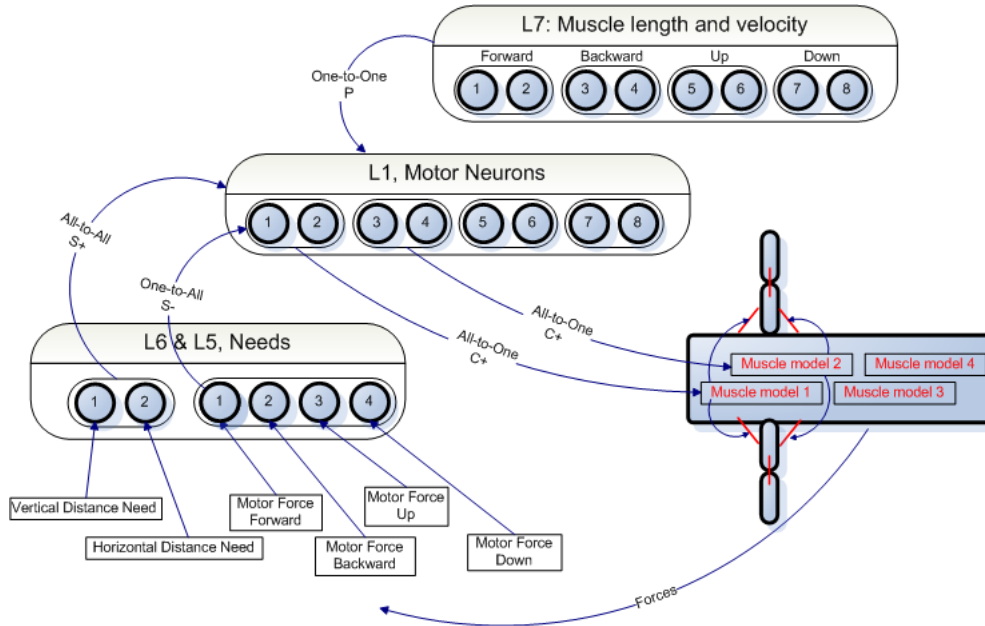 L7: Muscle length and velocity
Forward Backward Up Down
1 2 3 4 5 6 7 8
One-to-One
P
L1, Motor Neurons
1 2 3 4 5 6 7 8
All-to-All
S+
One-to-All
S-
All-to-One
C+
All-to-One
C+
L6 & L5, Needs
1 2 1 2 3 4
Muscle model 2 Muscle model 4
Muscle model 1 Muscle model 3
Vertical Distance Need
Horizontal Distance Need
Motor Force
Forward
Motor Force
Backward
Motor Force
Up
Motor Force
Down
Forces